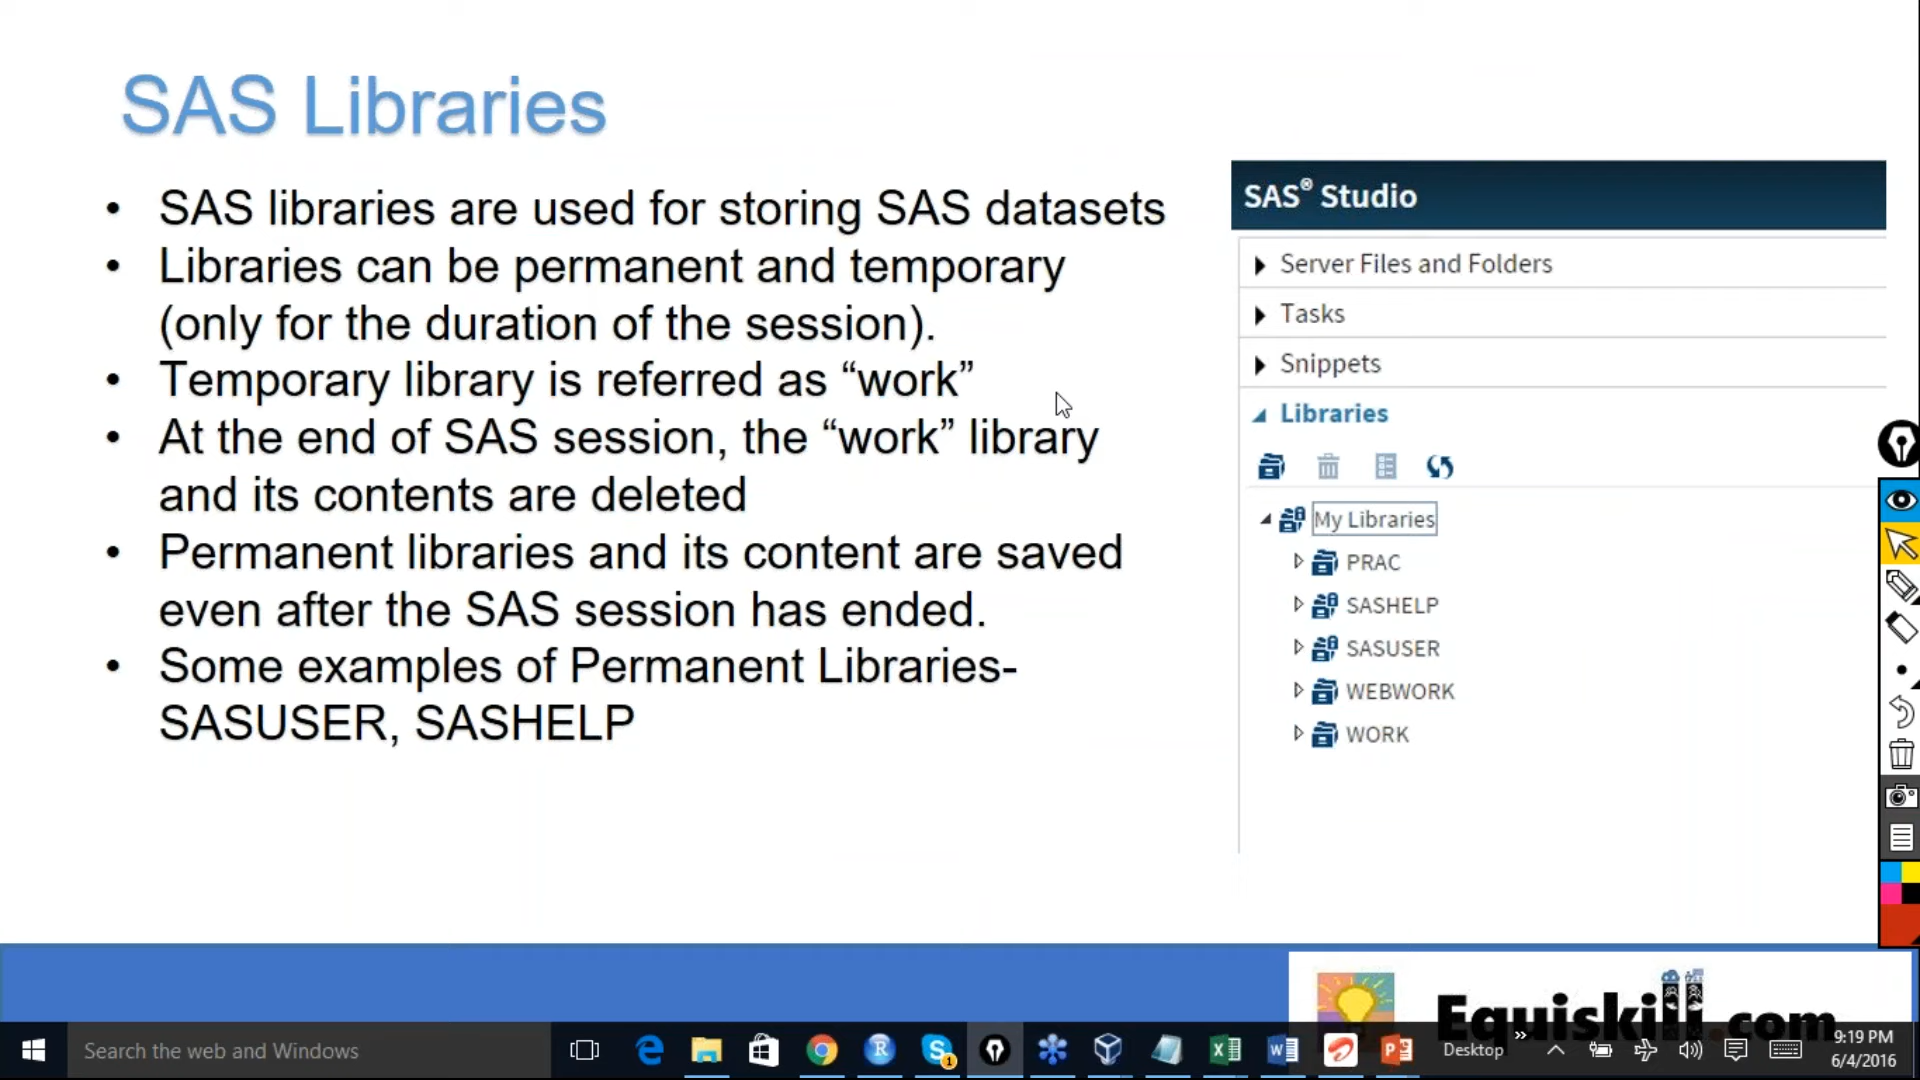 SAS Libraries
• SAS libraries are used for storing SAS datasets
• Libraries can be permanent and temporary
(only for the duration of the session).
• Temporary library is referred as “work”
• At the end of SAS session, the “work” library
and its contents are deleted
• Permanent libraries and its content are saved
even after the SAS session has ended.
• Some examples of Permanent Libraries-
SASUSER, SASHELP
SAS® Studio
Server Files and Folders
Tasks
Snippets
Libraries
My Libraries
PRAC
SASHELP
SASUSER
WEBWORK
WORK
Equiskill.com
Search the web and Windows
Desktop
9:19 PM
6/4/2016